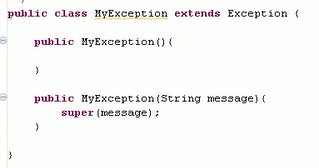 }
public class MyException extends Exception {
public MyException(){
}
public MyException(String message){
super(message);
}
}